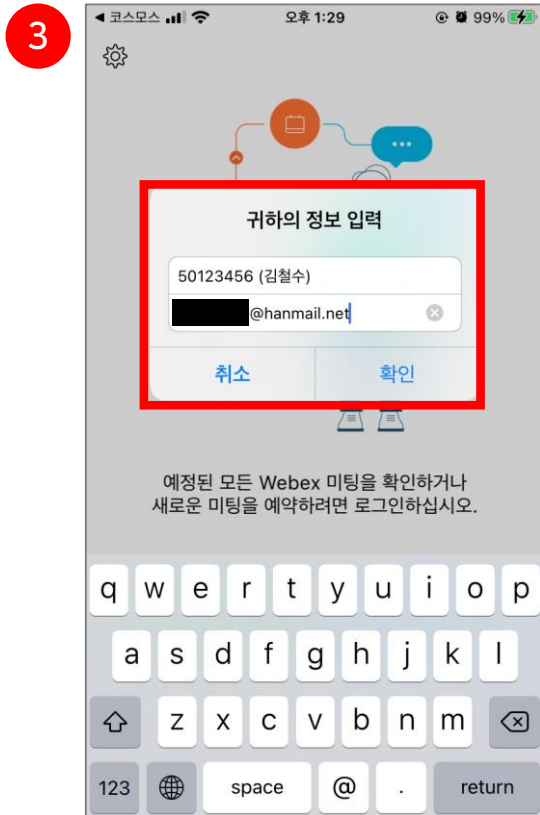 3
코스모스 오후 1:29 99%
귀하의 정보 입력
50123456 (김철수)
@hanmail.net
취소 확인
예정된 모든 Webex 미팅을 확인하거나
새로운 미팅을 예약하려면 로그인하십시오.
q w e r t y u i o p
a s d f g h j k l
z x c v b n m
123 space @ . return